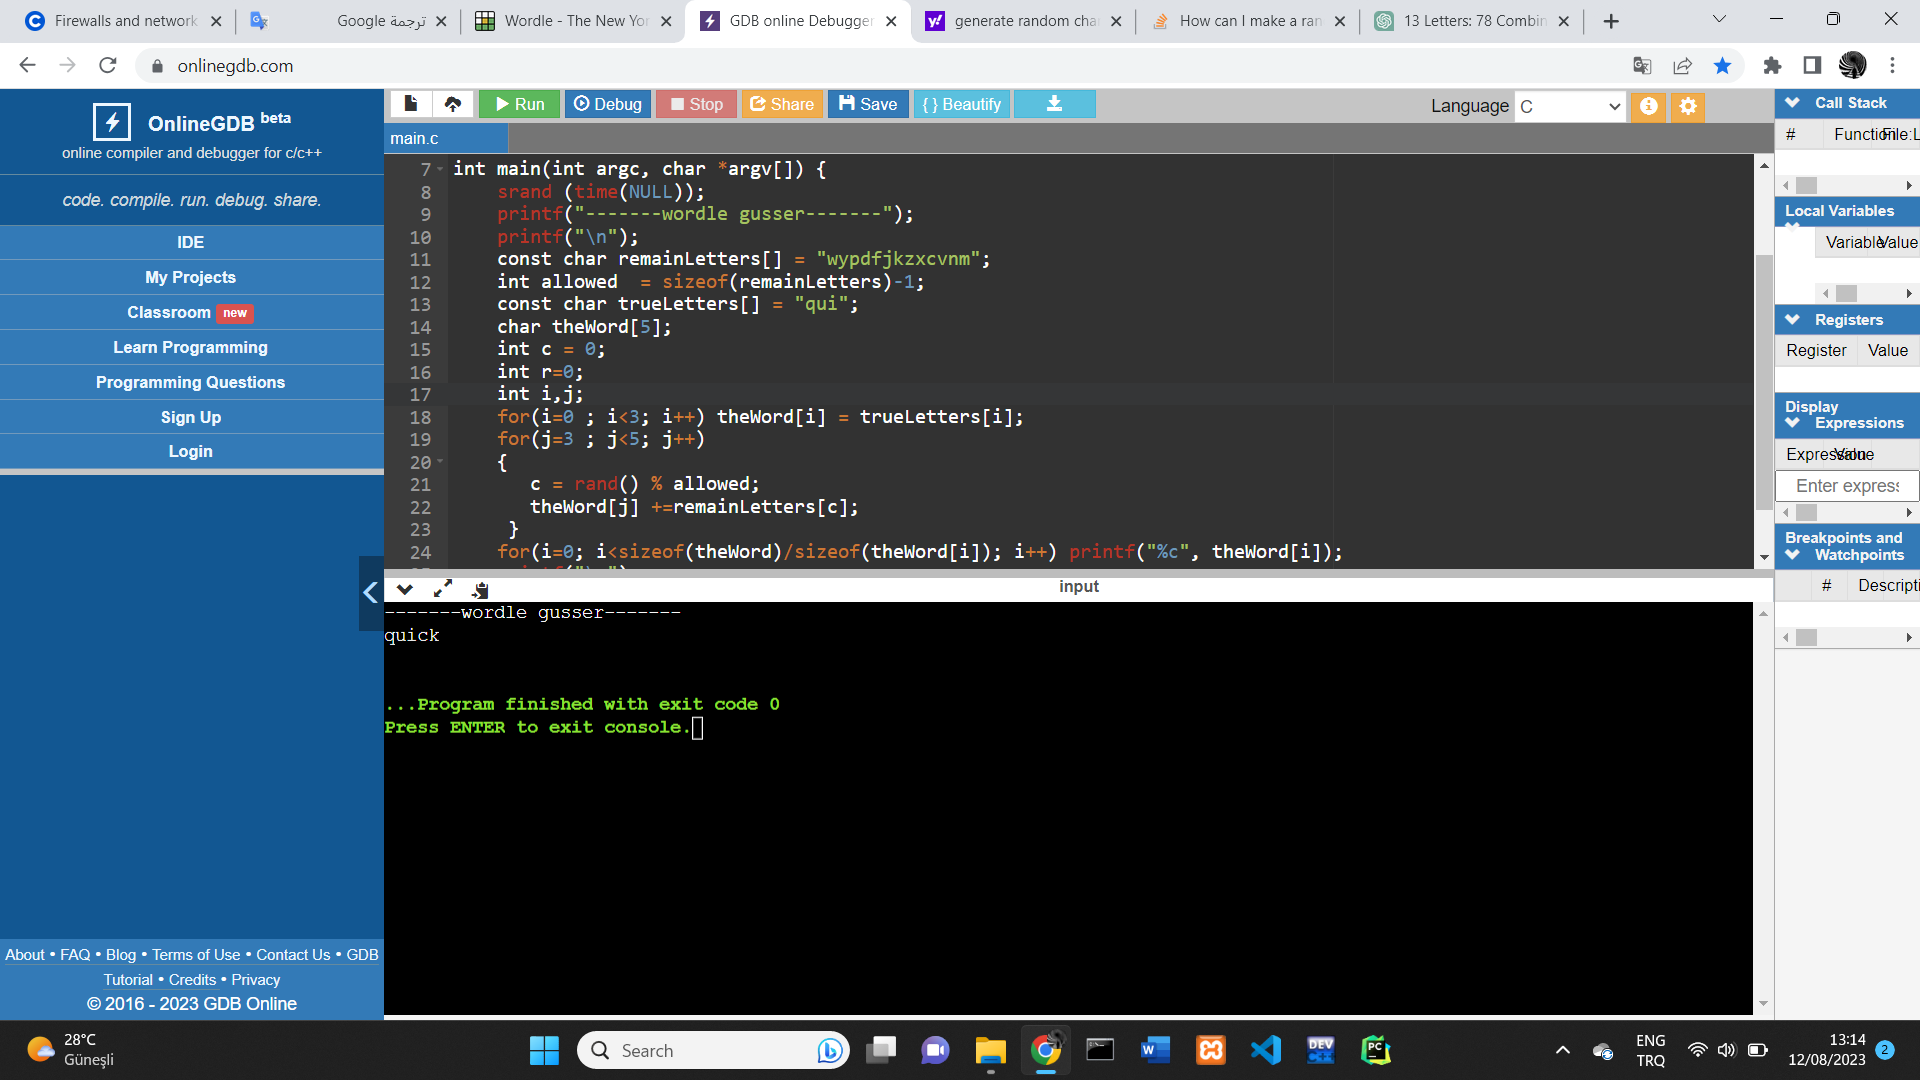 Firewalls and network
ترجمة Google
Wordle - The New Yor
GDB online Debugger
generate random char
How can I make a ran
13 Letters: 78 Combin
onlinegdb.com
OnlineGDB beta
online compiler and debugger for c/c++
code. compile. run. debug. share.
IDE
My Projects
Classroom new
Learn Programming
Programming Questions
Sign Up
Login
About • FAQ • Blog • Terms of Use • Contact Us • GDB
Tutorial • Credits • Privacy
© 2016 - 2023 GDB Online
Run
Debug
Stop
Share
Save
{ } Beautify
Language C
main.c
7 int main(int argc, char *argv[]) {
8 srand (time(NULL));
9 printf("-------wordle gusser-------");
10 printf("\n");
11 const char remainLetters[] = "wypdfjkzxcvnm";
12 int allowed  = sizeof(remainLetters)-1;
13 const char trueLetters[] = "qui";
14 char theWord[5];
15 int c = 0;
16 int r=0;
17 int i,j;
18 for(i=0 ; i<3; i++) theWord[i] = trueLetters[i];
19 for(j=3 ; j<5; j++)
20 {
21 c = rand() % allowed;
22 theWord[j] +=remainLetters[c];
23 }
24 for(i=0; i<sizeof(theWord)/sizeof(theWord[i]); i++) printf("%c", theWord[i]);
input
-------wordle gusser-------
quick
...Program finished with exit code 0
Press ENTER to exit console.
Call Stack
# Function File:L
Local Variables
Variable Value
Registers
Register Value
Display
Expressions
Expression Value
Enter express
Breakpoints and
Watchpoints
# Descripti
28°C
Güneşli
Search
DEV
PC
ENG
TRQ
13:14
12/08/2023
2